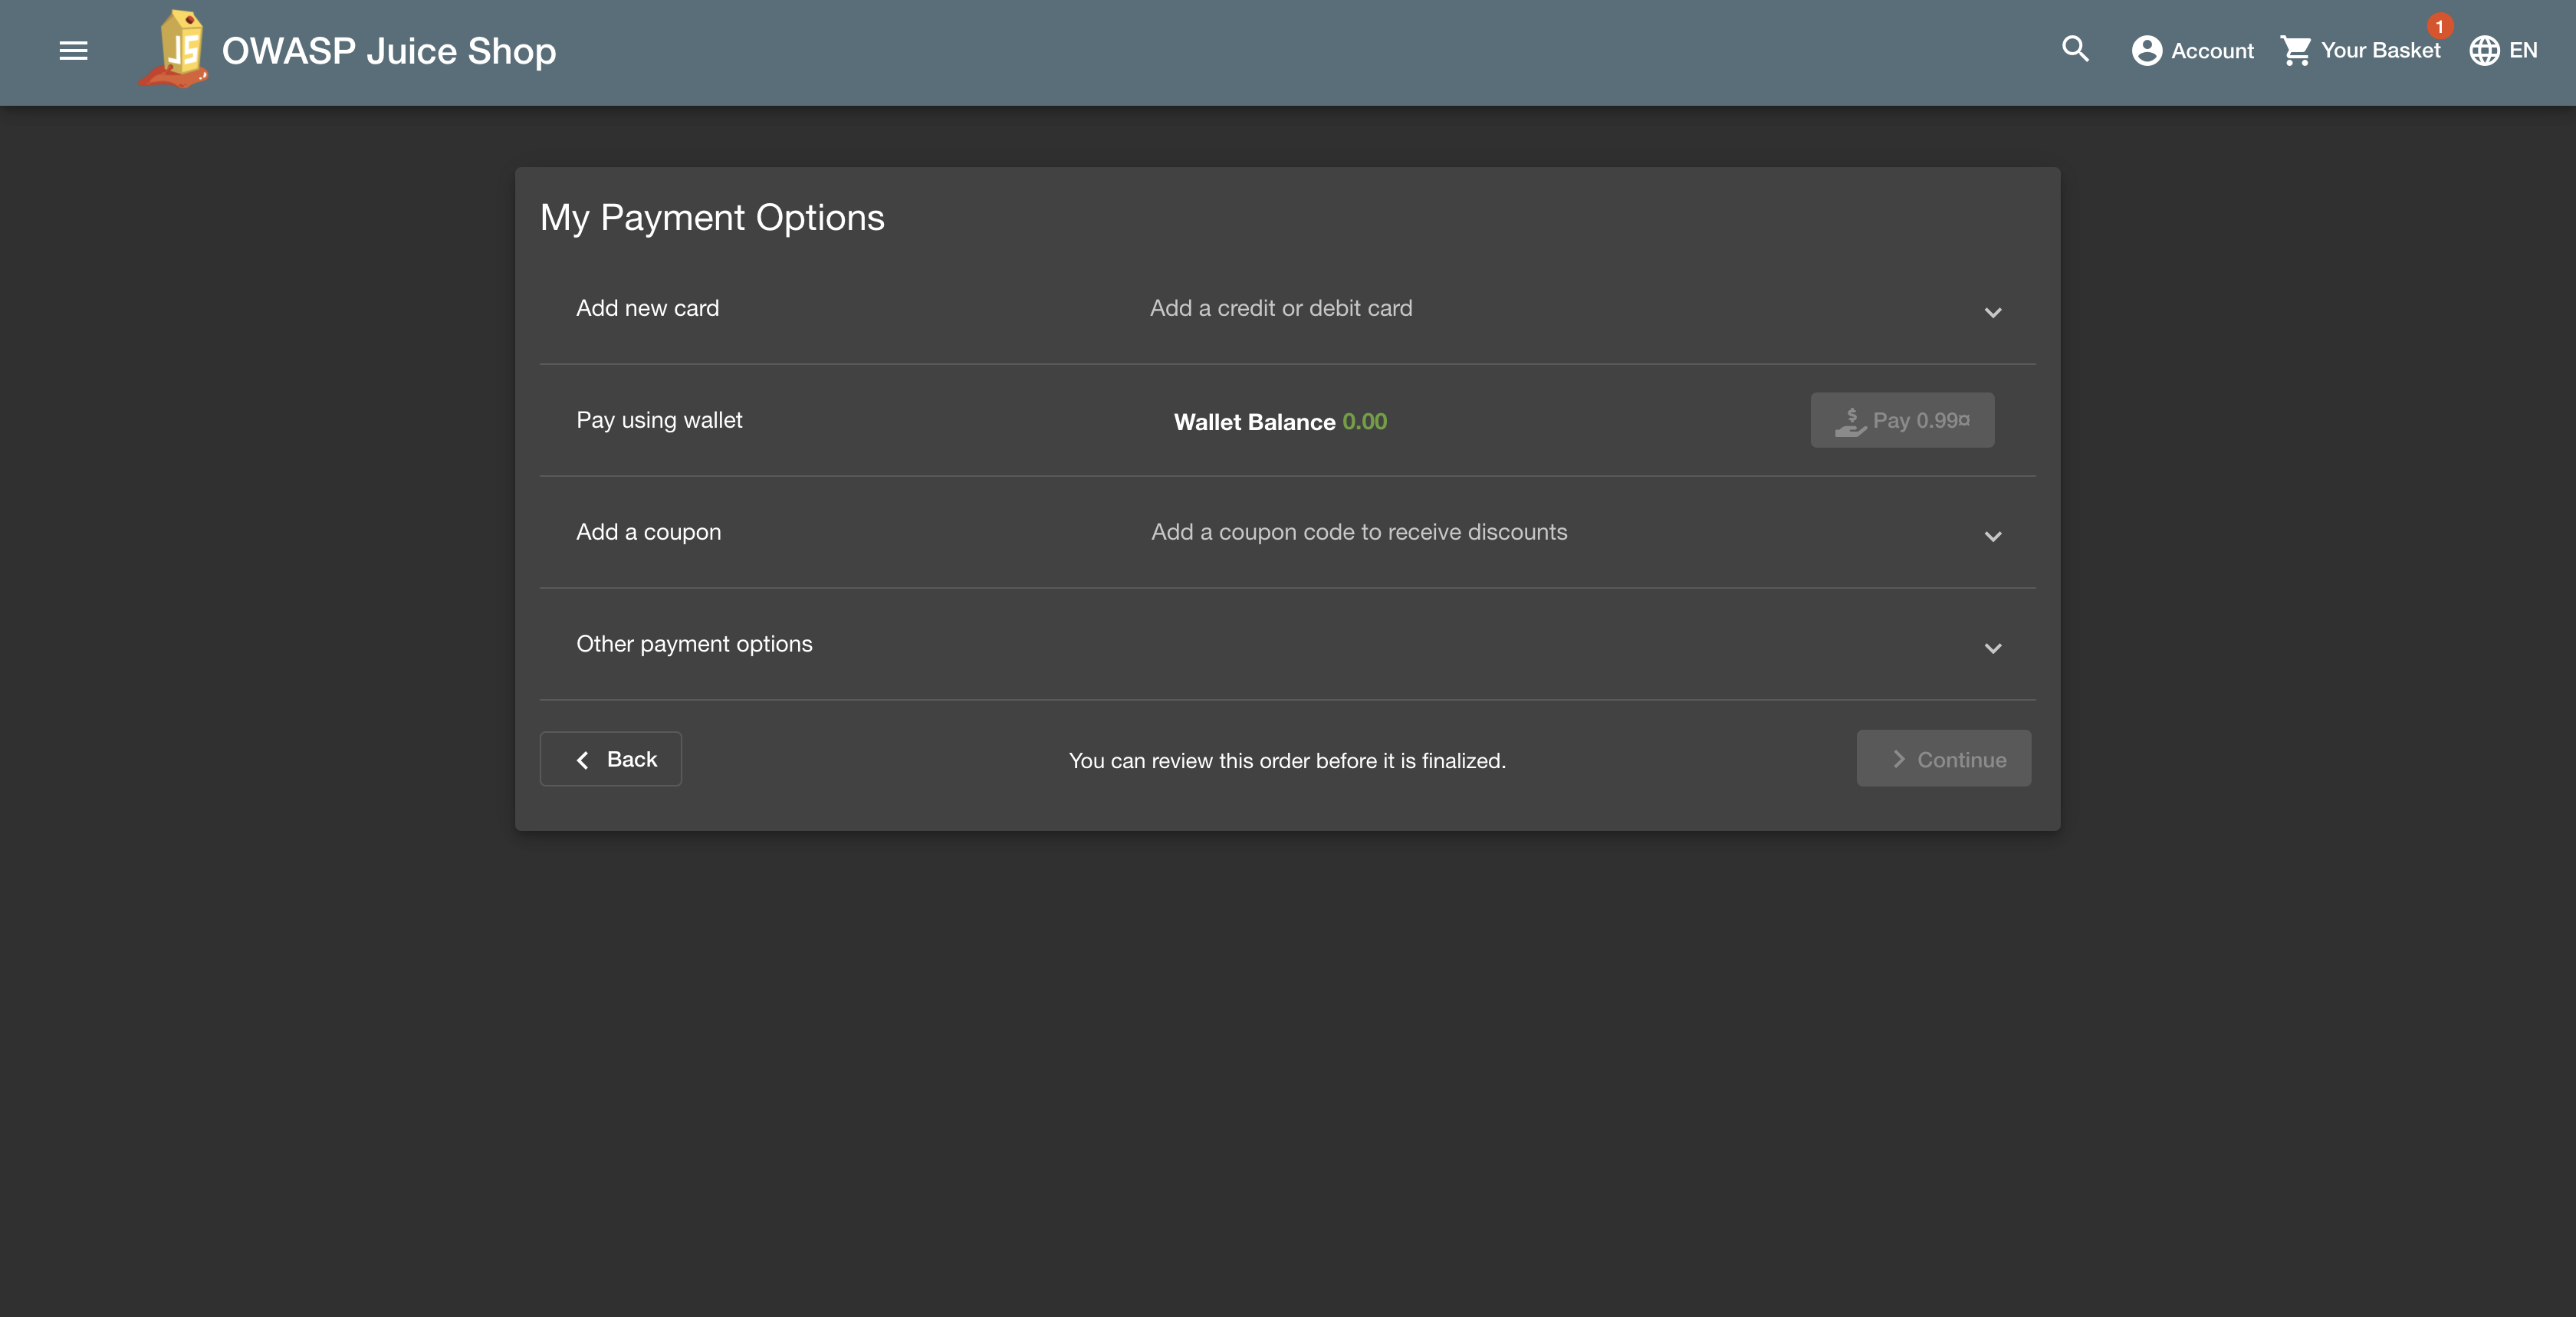 JS OWASP Juice Shop Account Your Basket 1 EN
My Payment Options
Add new card Add a credit or debit card
Pay using wallet Wallet Balance 0.00 $ Pay 0.99¤
Add a coupon Add a coupon code to receive discounts
Other payment options
Back You can review this order before it is finalized. Continue